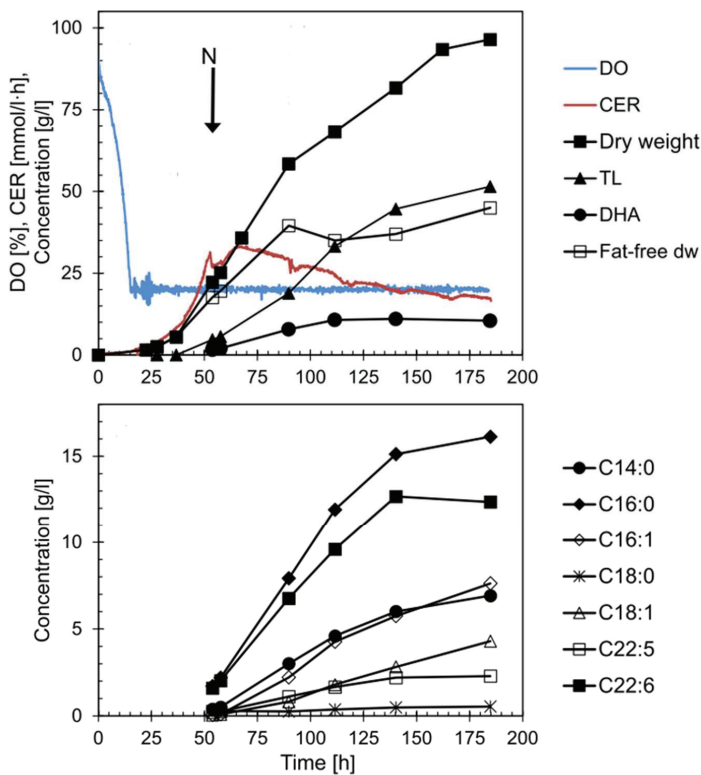 DO [%], CER [mmol/l·h],
Concentration [g/l]
100
75
50
25
0
N
0 25 50 75 100 125 150 175 200
DO
CER
Dry weight
TL
DHA
Fat-free dw
Concentration [g/l]
15
10
5
0
0 25 50 75 100 125 150 175 200
Time [h]
C14:0
C16:0
C16:1
C18:0
C18:1
C22:5
C22:6